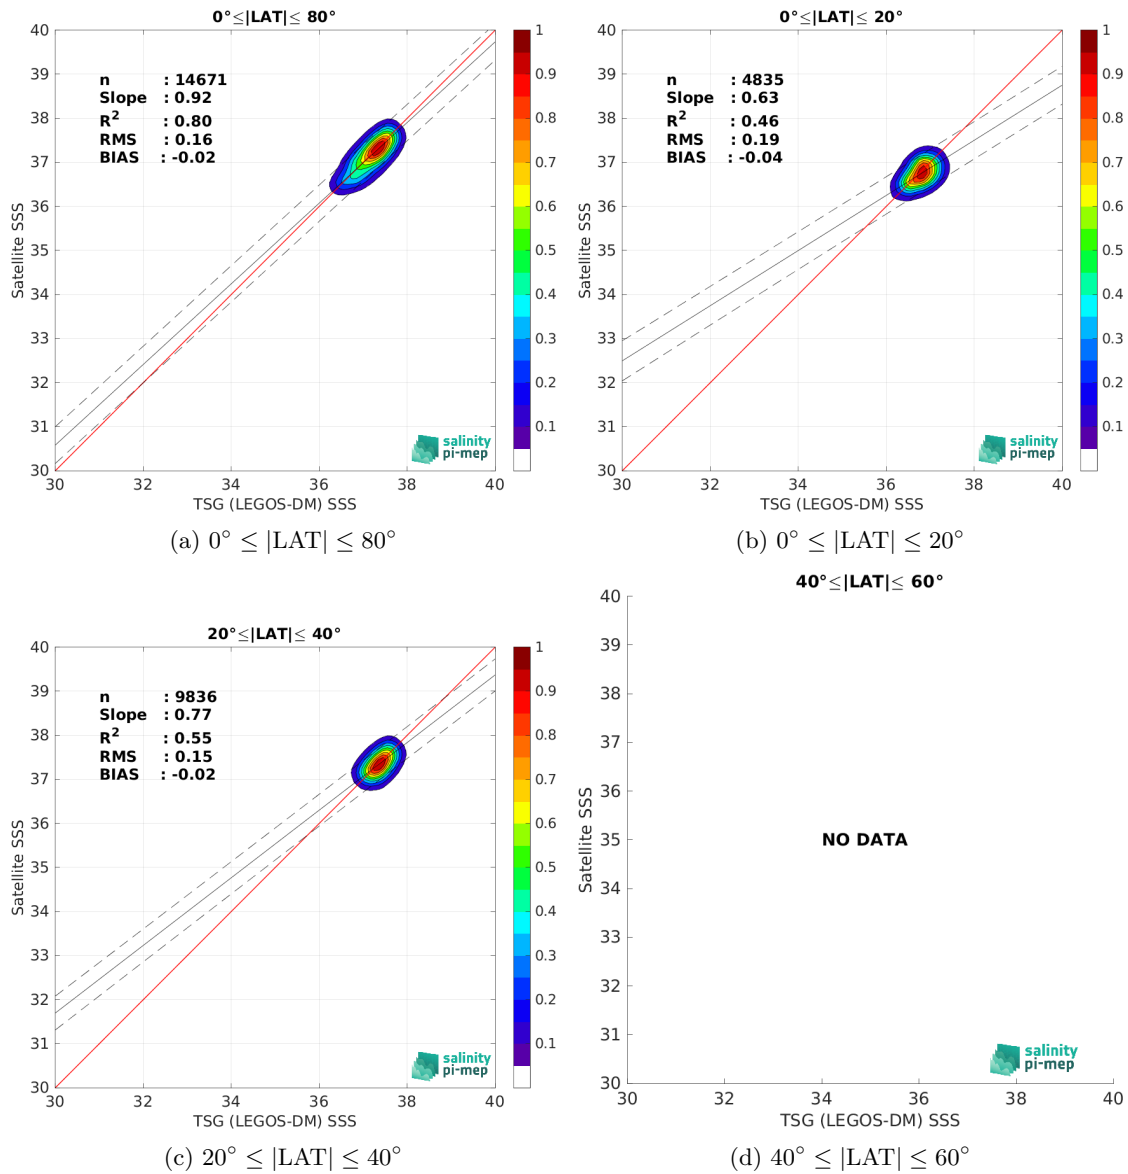 0°≤|LAT|≤ 80°
40
39
38
37
36
35
34
33
32
31
30
Satellite SSS
n : 14671
Slope : 0.92
R² : 0.80
RMS : 0.16
BIAS : -0.02
1
0.9
0.8
0.7
0.6
0.5
0.4
0.3
0.2
0.1
salinity
pi-mep
30 32 34 36 38 40
TSG (LEGOS-DM) SSS
(a) 0° ≤ |LAT| ≤ 80°
0°≤|LAT|≤ 20°
40
39
38
37
36
35
34
33
32
31
30
Satellite SSS
n : 4835
Slope : 0.63
R² : 0.46
RMS : 0.19
BIAS : -0.04
1
0.9
0.8
0.7
0.6
0.5
0.4
0.3
0.2
0.1
salinity
pi-mep
30 32 34 36 38 40
TSG (LEGOS-DM) SSS
(b) 0° ≤ |LAT| ≤ 20°
20°≤|LAT|≤ 40°
40
39
38
37
36
35
34
33
32
31
30
Satellite SSS
n : 9836
Slope : 0.77
R² : 0.55
RMS : 0.15
BIAS : -0.02
1
0.9
0.8
0.7
0.6
0.5
0.4
0.3
0.2
0.1
salinity
pi-mep
30 32 34 36 38 40
TSG (LEGOS-DM) SSS
(c) 20° ≤ |LAT| ≤ 40°
40°≤|LAT|≤ 60°
40
39
38
37
36
35
34
33
32
31
30
Satellite SSS
NO DATA
salinity
pi-mep
30 32 34 36 38 40
TSG (LEGOS-DM) SSS
(d) 40° ≤ |LAT| ≤ 60°